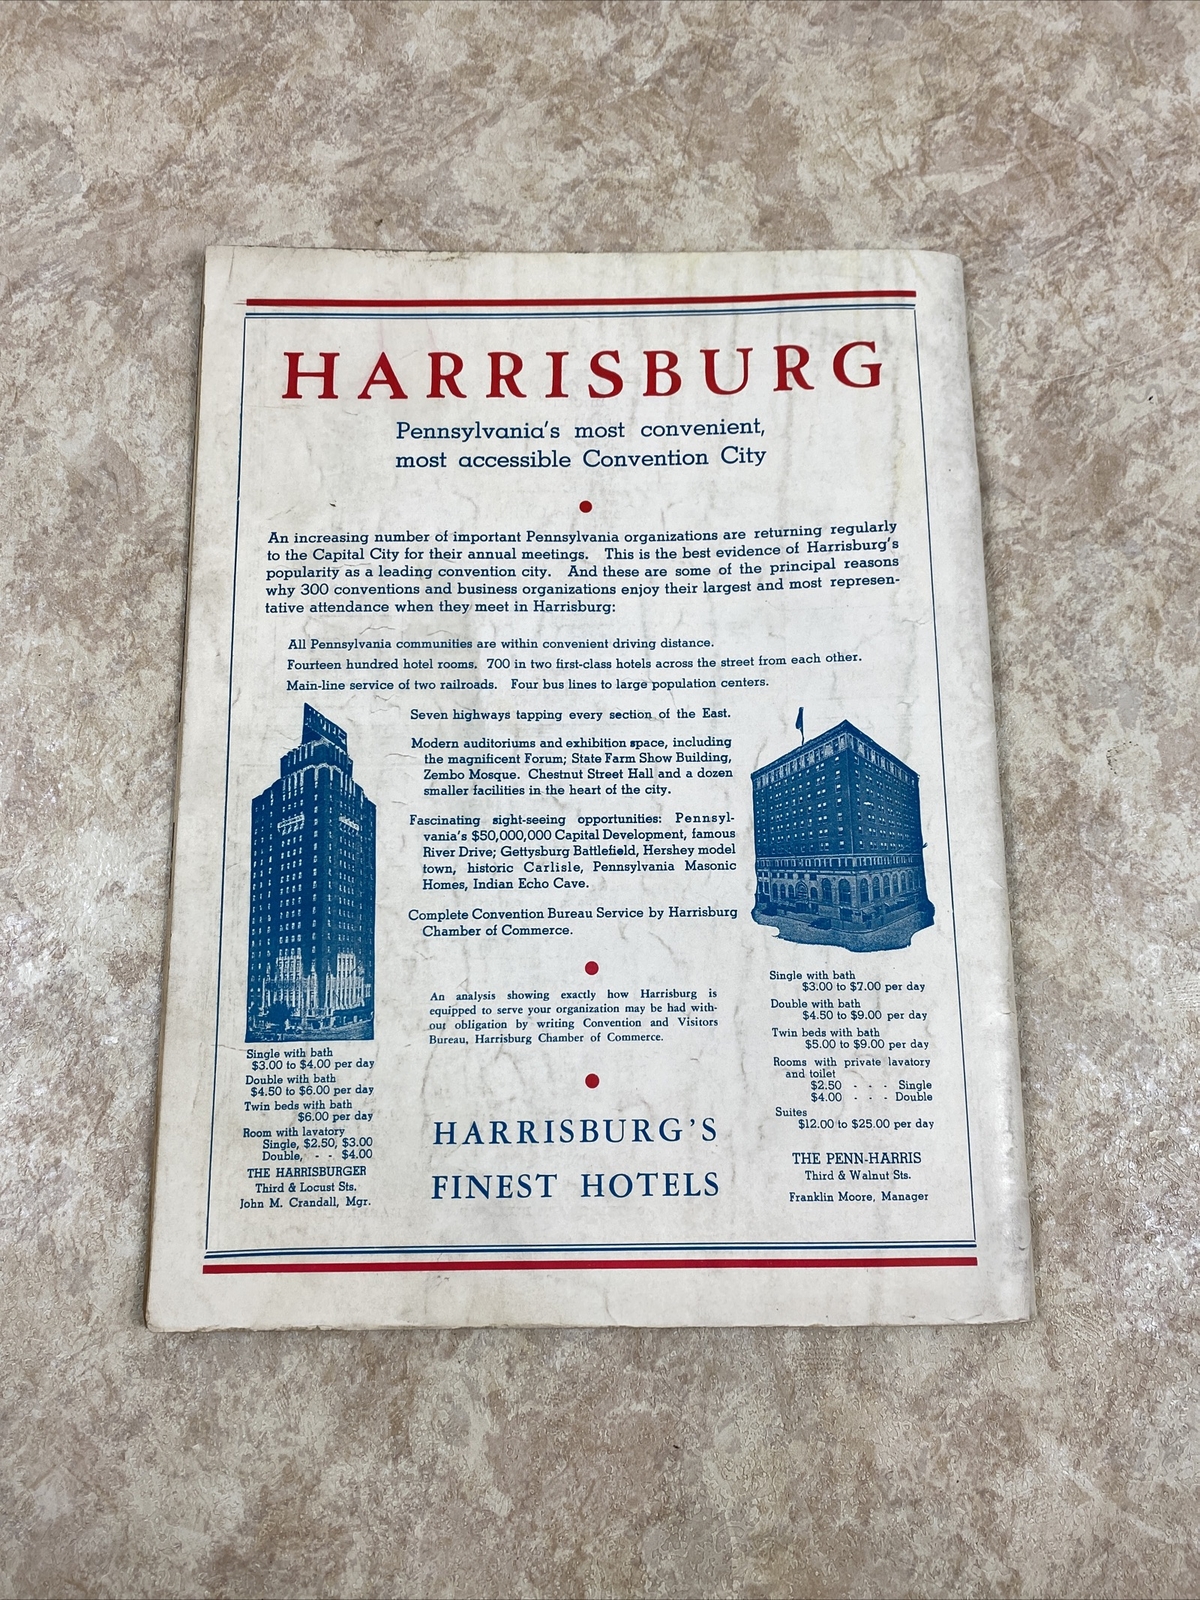 HARRISBURG
Pennsylvania's most convenient,
most accessible Convention City
An increasing number of important Pennsylvania organizations are returning regularly
to the Capital City for their annual meetings. This is the best evidence of Harrisburg's
popularity as a leading convention city. And these are some of the principal reasons
why 300 conventions and business organizations enjoy their largest and most represen-
tative attendance when they meet in Harrisburg:
All Pennsylvania communities are within convenient driving distance.
Fourteen hundred hotel rooms. 700 in two first-class hotels across the street from each other.
Main-line service of two railroads. Four bus lines to large population centers.
Seven highways tapping every section of the East.
Modern auditoriums and exhibition space, including
the magnificent Forum; State Farm Show Building,
Zembo Mosque. Chestnut Street Hall and a dozen
smaller facilities in the heart of the city.
Fascinating sight-seeing opportunities: Pennsyl-
vania's $50,000,000 Capital Development, famous
River Drive; Gettysburg Battlefield, Hershey model
town, historic Carlisle, Pennsylvania Masonic
Homes, Indian Echo Cave.
Complete Convention Bureau Service by Harrisburg
Chamber of Commerce.
An analysis showing exactly how Harrisburg is
equipped to serve your organization may be had with-
out obligation by writing Convention and Visitors
Bureau, Harrisburg Chamber of Commerce.
HARRISBURG'S
FINEST HOTELS
Single with bath
$3.00 to $4.00 per day
Double with bath
$4.50 to $6.00 per day
Twin beds with bath
$6.00 per day
Room with lavatory
Single, $2.50, $3.00
Double, - - $4.00
THE HARRISBURGER
Third & Locust Sts.
John M. Crandall, Mgr.
Single with bath
$3.00 to $7.00 per day
Double with bath
$4.50 to $9.00 per day
Twin beds with bath
$5.00 to $9.00 per day
Rooms with private lavatory
and toilet
$2.50 - - - Single
$4.00 - - - Double
Suites
$12.00 to $25.00 per day
THE PENN-HARRIS
Third & Walnut Sts.
Franklin Moore, Manager